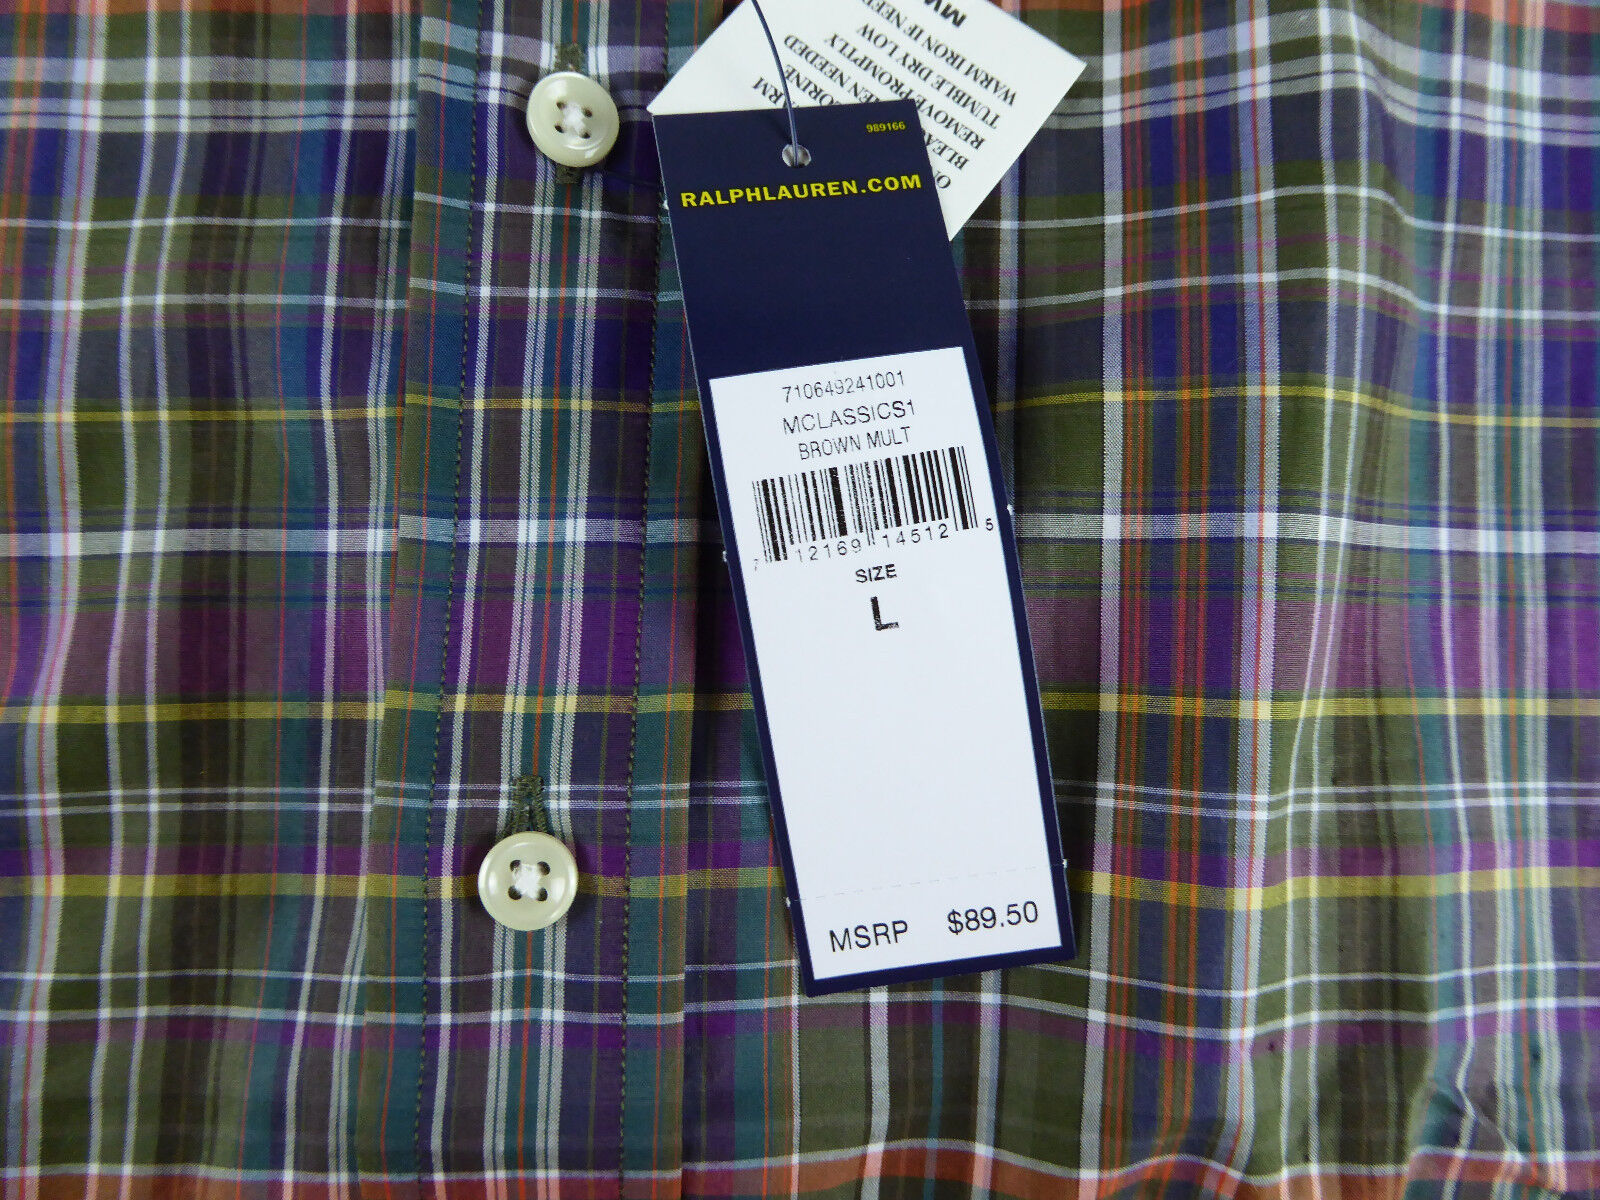 989166
RALPHLAUREN.COM
710649241001
MCLASSICS1
BROWN MULT
7 12169 14512 5
SIZE
L
MSRP $89.50
WARM IRON IF
TUMBLE DRY LOW
REMOVE PROMPTLY
NEEDED